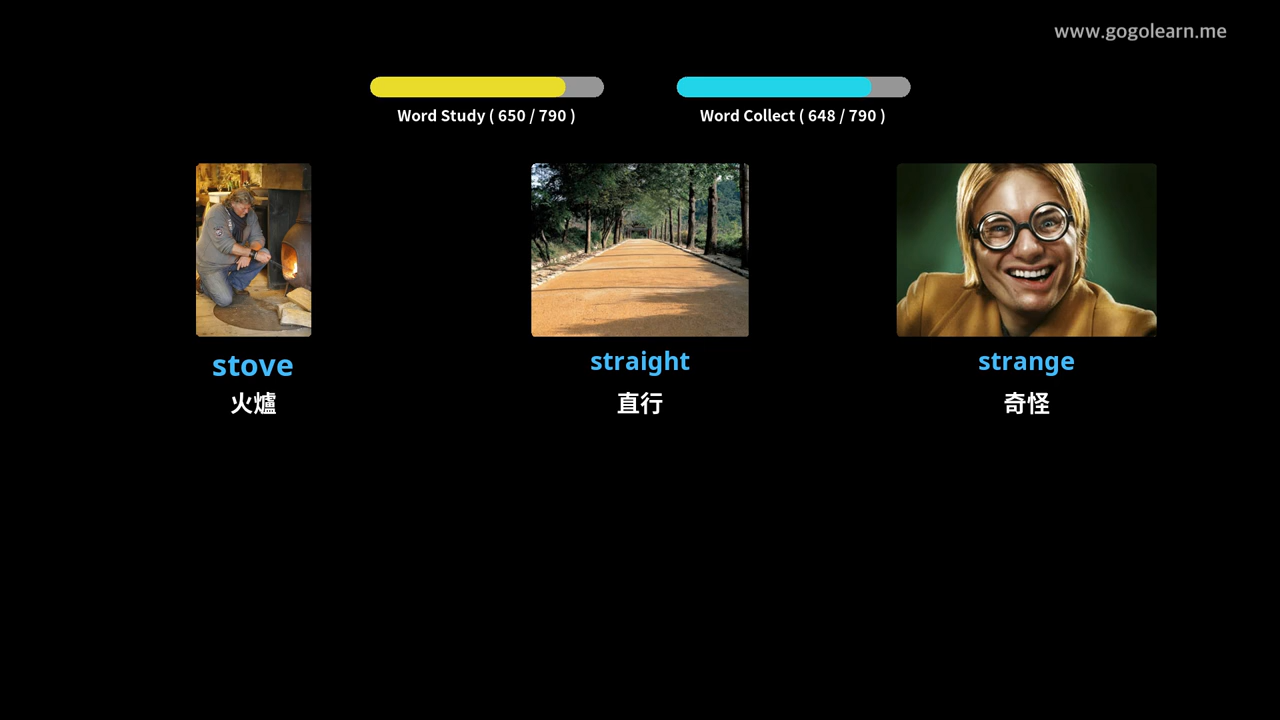 www.gogolearn.me
Word Study ( 650 / 790 )
Word Collect ( 648 / 790 )
stove
火爐
straight
直行
strange
奇怪